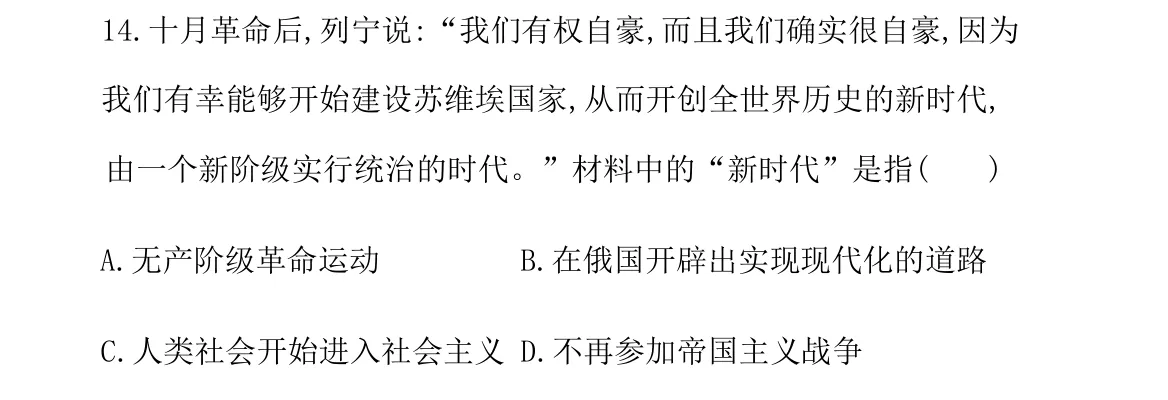 14.十月革命后,列宁说:“我们有权自豪,而且我们确实很自豪,因为
我们有幸能够开始建设苏维埃国家,从而开创全世界历史的新时代,
由一个新阶级实行统治的时代。”材料中的“新时代”是指(  )
A.无产阶级革命运动 B.在俄国开辟出实现现代化的道路
C.人类社会开始进入社会主义 D.不再参加帝国主义战争